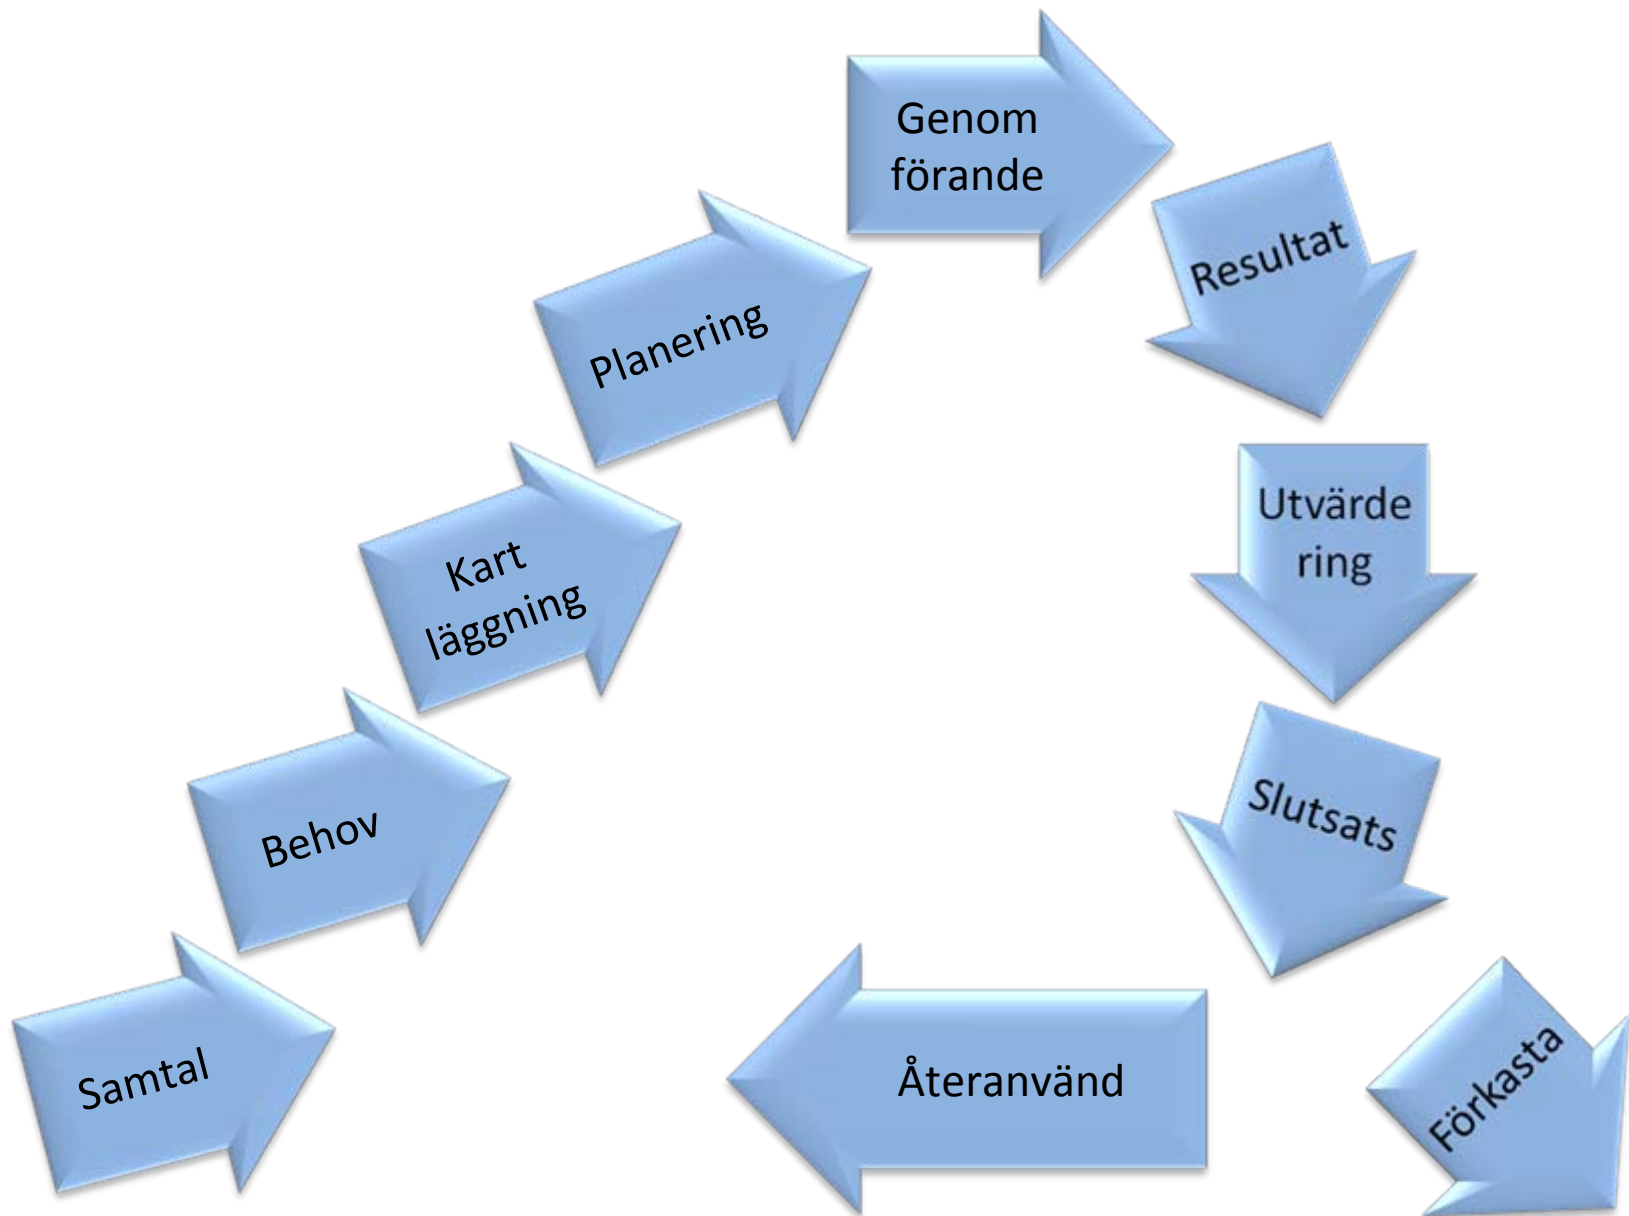 Samtal
Behov
Kart
läggning
Planering
Genom
förande
Resultat
Utvärde
ring
Slutsats
Förkasta
Återanvänd